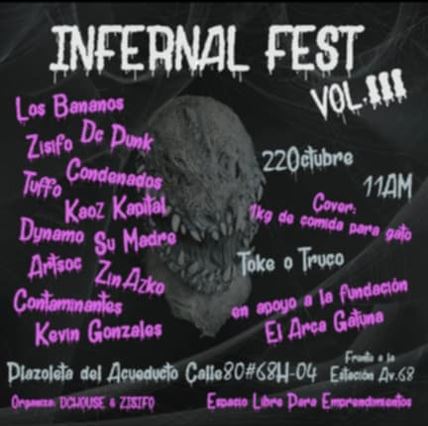 INFERNAL FEST
VOL.III
Los Bananos
Zisifo Dc Punk
Tuffo Condenados
Kaoz Kapital
Dynamo Su Madre
Artsoc ZinAzko
Contaminantes
Kevin Gonzales
22Octubre
11AM
Cover:
1kg de comida para gato
Toke o Truco
en apoyo a la fundación
El Arca Gatuna
Plazoleta del Acueducto Calle80#68H-04
Frente a la
Estación Av.68
Organiza: DCHOUSE & ZISIFO
Espacio Libre Para Emprendimientos